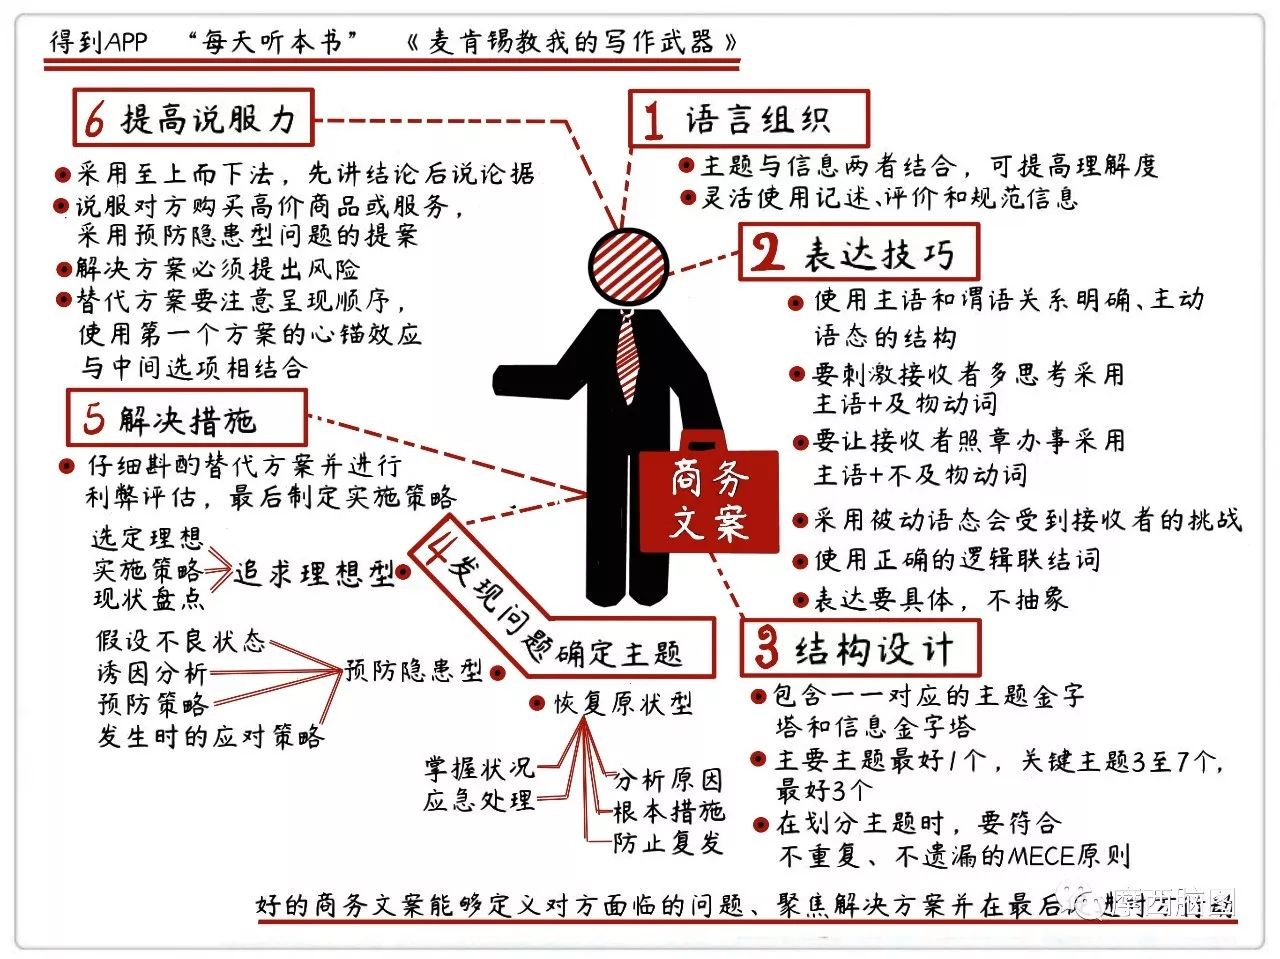 得到APP “每天听本书” 《麦肯锡教我的写作武器》
1 语言组织
主题与信息两者结合，可提高理解度
灵活使用记述、评价和规范信息
2 表达技巧
使用主语和谓语关系明确、主动
语态的结构
要刺激接收者多思考采用
主语+及物动词
要让接收者照章办事采用
主语+不及物动词
采用被动语态会受到接收者的挑战
使用正确的逻辑联结词
表达要具体，不抽象
3 结构设计
包含一一对应的主题金字
塔和信息金字塔
主要主题最好1个，关键主题3至7个，
最好3个
在划分主题时，要符合
不重复、不遗漏的MECE原则
4 发现问题 确定主题
恢复原状型
掌握状况
应急处理
分析原因
根本措施
防止复发
预防隐患型
假设不良状态
诱因分析
预防策略
发生时的应对策略
追求理想型
选定理想
实施策略
现状盘点
5 解决措施
仔细斟酌替代方案并进行
利弊评估，最后制定实施策略
6 提高说服力
采用至上而下法，先讲结论后说论据
说服对方购买高价商品或服务，
采用预防隐患型问题的提案
解决方案必须提出风险
替代方案要注意呈现顺序，
使用第一个方案的心锚效应
与中间选项相结合
商务
文案
好的商务文案能够定义对方面临的问题、聚焦解决方案并在最后
摩西脑图